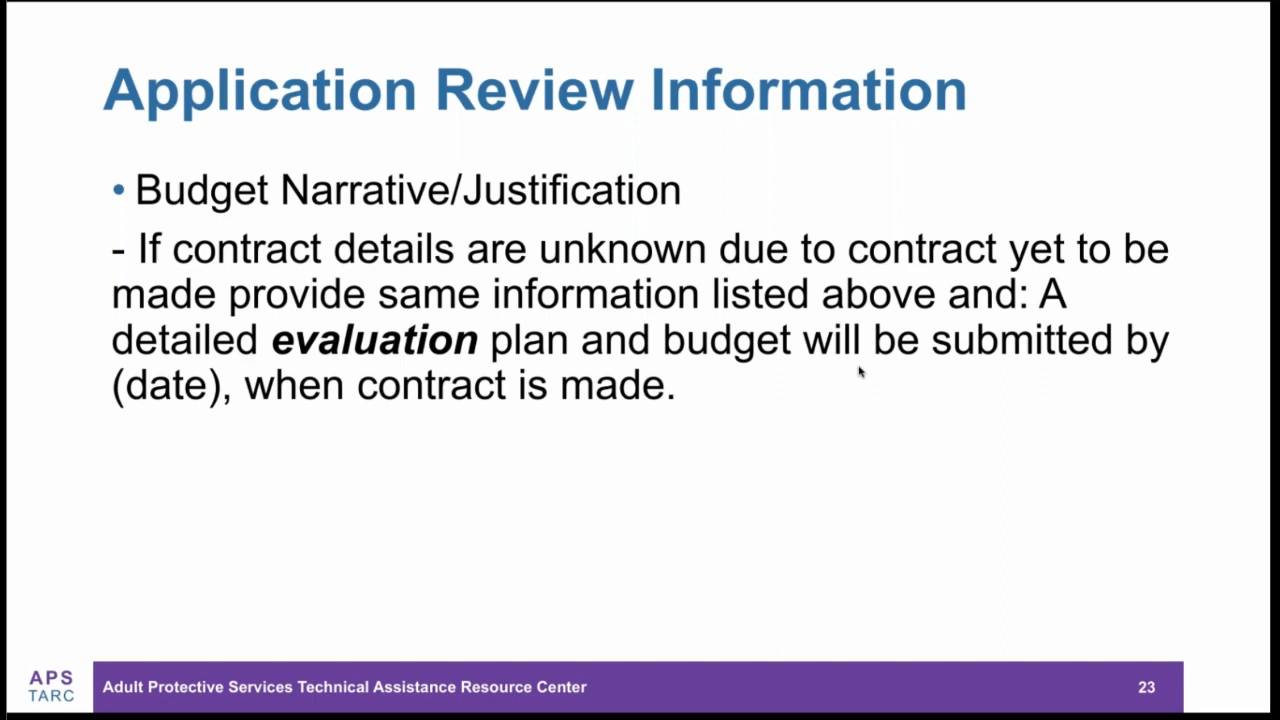 Application Review Information
• Budget Narrative/Justification
- If contract details are unknown due to contract yet to be
made provide same information listed above and: A
detailed evaluation plan and budget will be submitted by
(date), when contract is made.
APS
TARC
Adult Protective Services Technical Assistance Resource Center
23